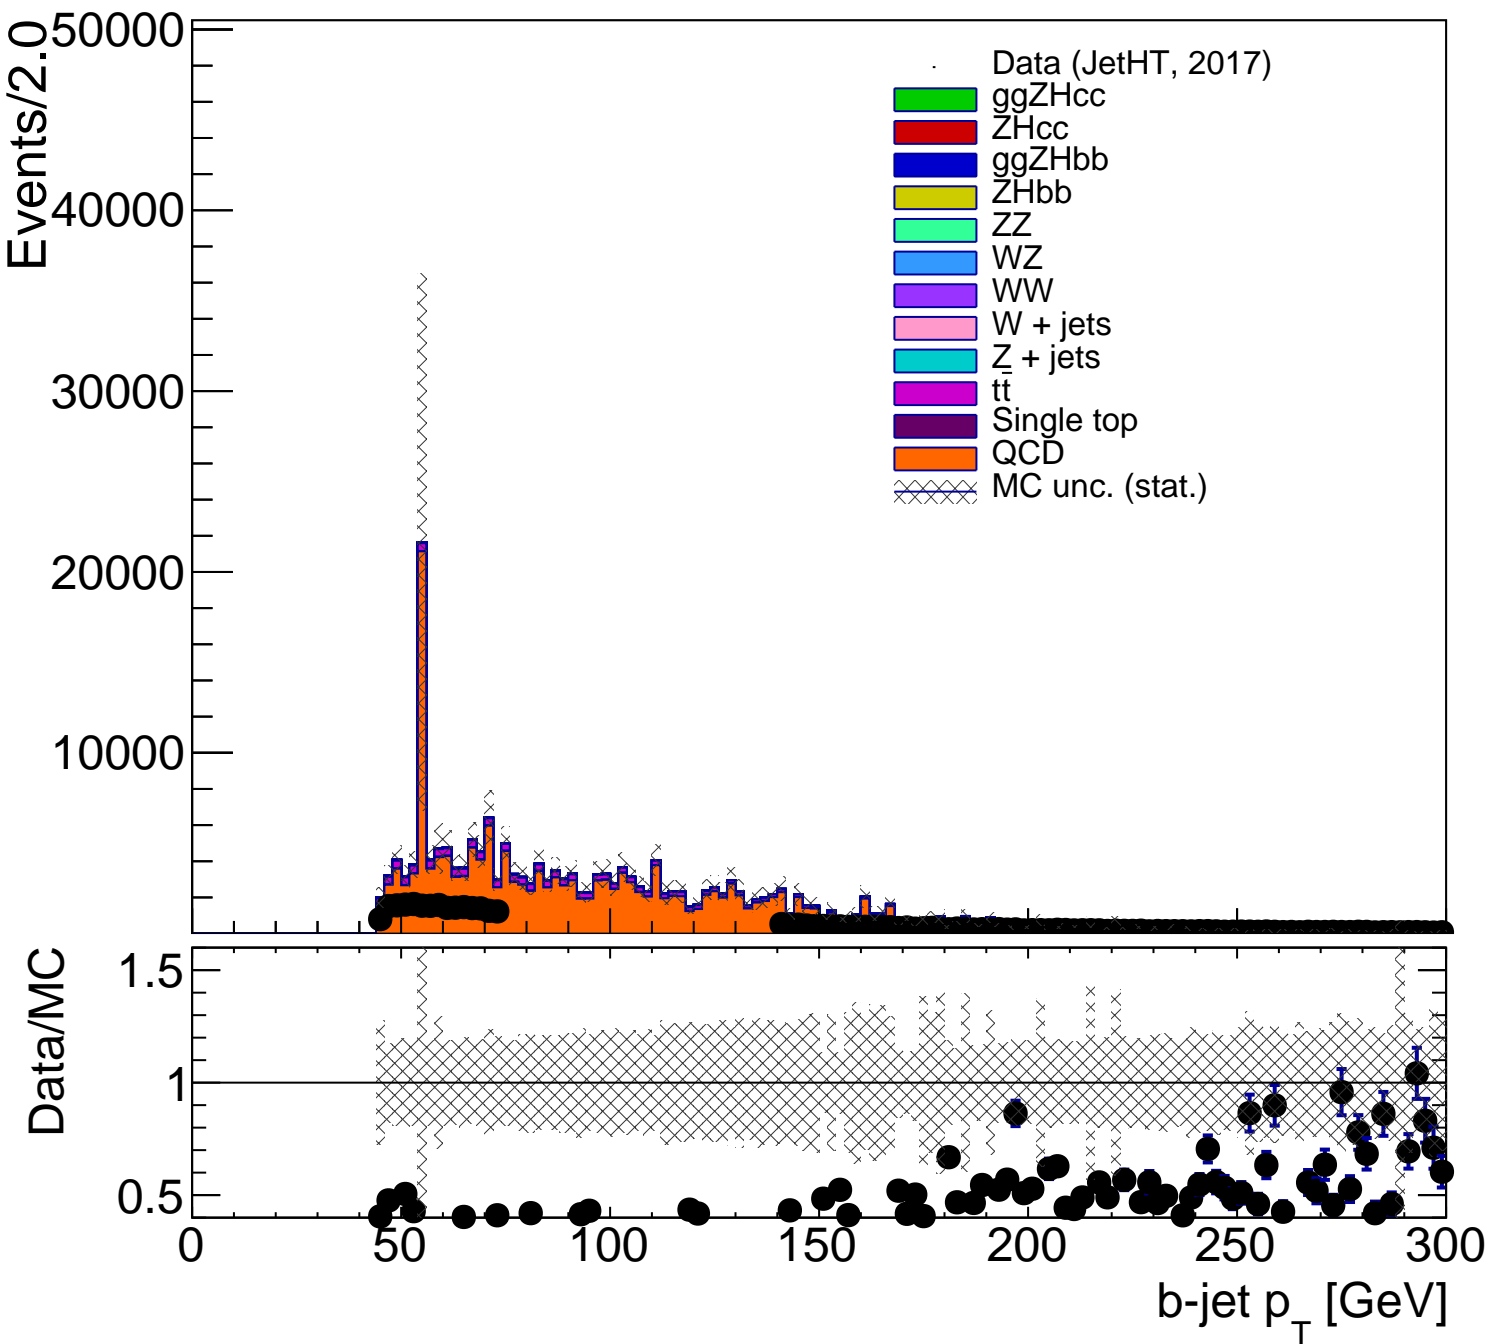 Events/2.0
50000
40000
30000
20000
10000
Data (JetHT, 2017)
ggZHcc
ZHcc
ggZHbb
ZHbb
ZZ
WZ
WW
W + jets
Z + jets
tt̅
Single top
QCD
MC unc. (stat.)
Data/MC
1.5
1
0.5
0 50 100 150 200 250 300
b-jet p_T [GeV]